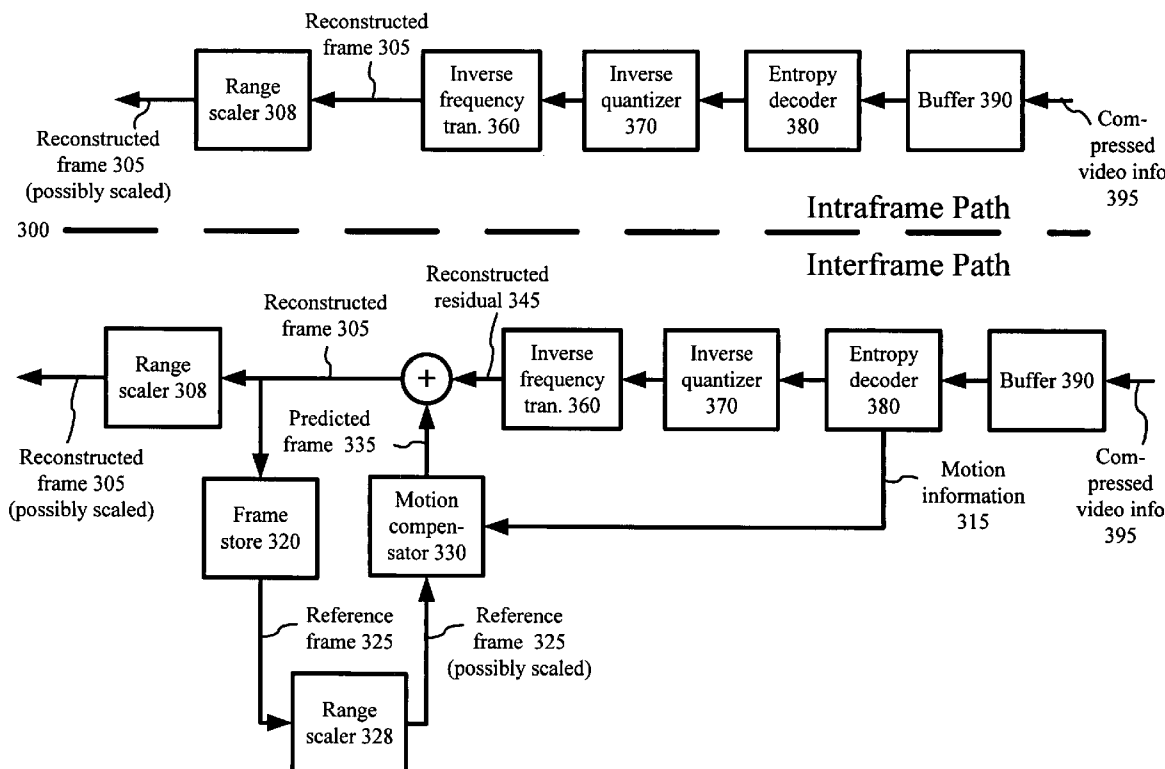 Reconstructed
frame 305
Range
scaler 308
Inverse
frequency
tran. 360
Inverse
quantizer
370
Entropy
decoder
380
Buffer 390
Reconstructed
frame 305
(possibly scaled)
Com-
pressed
video info
395
Intraframe Path
300
Interframe Path
Reconstructed
residual 345
Reconstructed
frame 305
Range
scaler 308
+
Inverse
frequency
tran. 360
Inverse
quantizer
370
Entropy
decoder
380
Buffer 390
Predicted
frame 335
Reconstructed
frame 305
(possibly scaled)
Frame
store 320
Motion
compen-
sator 330
Motion
information
315
Com-
pressed
video info
395
Reference
frame 325
Reference
frame 325
(possibly scaled)
Range
scaler 328